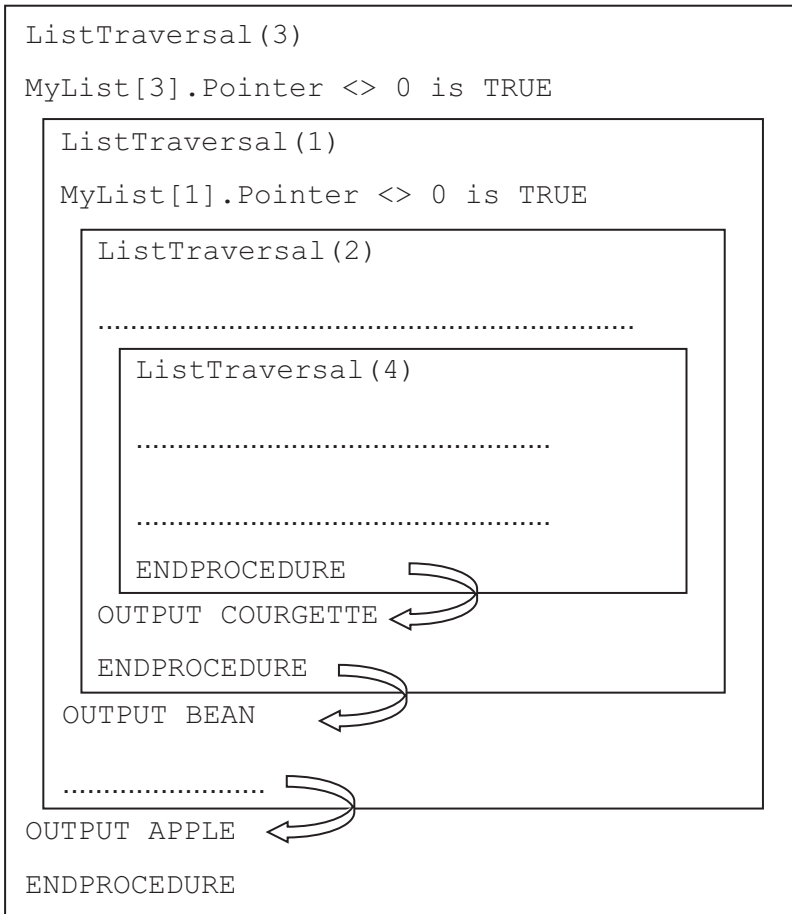 ListTraversal(3)
MyList[3].Pointer <> 0 is TRUE
ListTraversal(1)
MyList[1].Pointer <> 0 is TRUE
ListTraversal(2)
................................................................
ListTraversal(4)
..................................................
..................................................
ENDPROCEDURE
OUTPUT COURGETTE
ENDPROCEDURE
OUTPUT BEAN
.........................
OUTPUT APPLE
ENDPROCEDURE